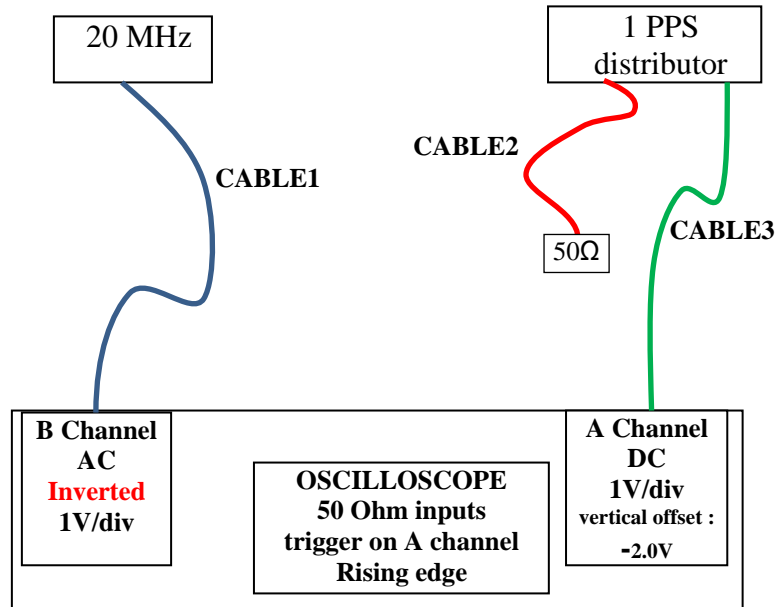 20 MHz
1 PPS
distributor
CABLE1
CABLE2
50Ω
CABLE3
B Channel
AC
Inverted
1V/div
OSCILLOSCOPE
50 Ohm inputs
trigger on A channel
Rising edge
A Channel
DC
1V/div
vertical offset :
-2.0V